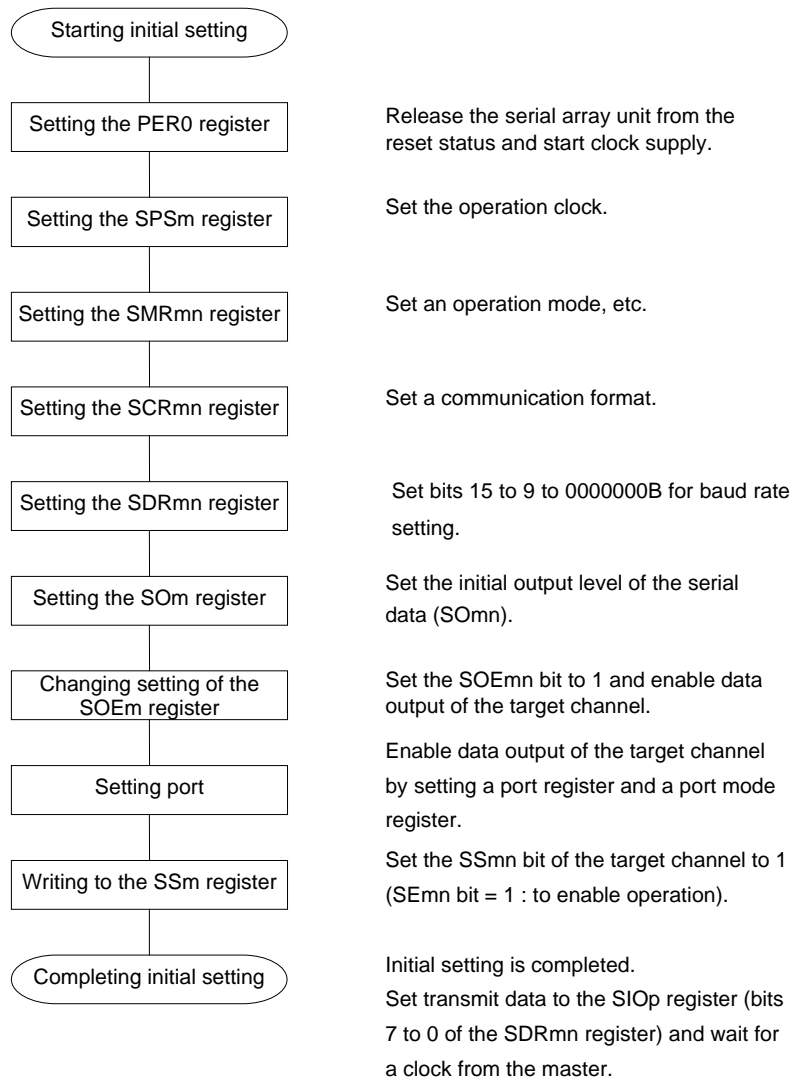 Starting initial setting
Setting the PER0 register
Release the serial array unit from the
reset status and start clock supply.
Setting the SPSm register
Set the operation clock.
Setting the SMRmn register
Set an operation mode, etc.
Setting the SCRmn register
Set a communication format.
Setting the SDRmn register
Set bits 15 to 9 to 0000000B for baud rate
setting.
Setting the SOm register
Set the initial output level of the serial
data (SOmn).
Changing setting of the
SOEm register
Set the SOEmn bit to 1 and enable data
output of the target channel.
Setting port
Enable data output of the target channel
by setting a port register and a port mode
register.
Writing to the SSm register
Set the SSmn bit of the target channel to 1
(SEmn bit = 1 : to enable operation).
Completing initial setting
Initial setting is completed.
Set transmit data to the SIOp register (bits
7 to 0 of the SDRmn register) and wait for
a clock from the master.